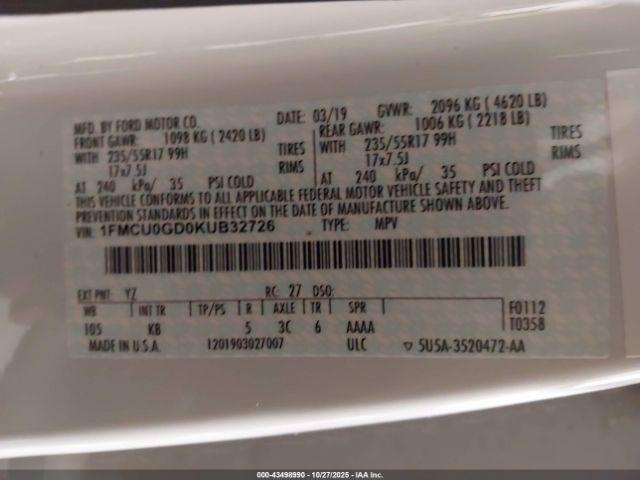 MFD. BY FORD MOTOR CO. DATE: 03/19 GVWR: 2096 KG ( 4620 LB)
FRONT GAWR: 1098 KG ( 2420 LB) REAR GAWR: 1006 KG ( 2218 LB)
WITH 235/55R17 99H TIRES WITH 235/55R17 99H TIRES
17x7.5J RIMS 17x7.5J RIMS
AT 240 kPa/ 35 PSI COLD AT 240 kPa/ 35 PSI COLD
THIS VEHICLE CONFORMS TO ALL APPLICABLE FEDERAL MOTOR VEHICLE SAFETY AND THEFT
PREVENTION STANDARDS IN EFFECT ON THE DATE OF MANUFACTURE SHOWN ABOVE.
VIN: 1FMCU0GD0KUB32726 TYPE: MPV
EXT PNT: YZ RC: 27 DSO:
WB INT TR TP/PS R AXLE TR SPR F0112
105 KB 5 3C 6 AAAA T0358
MADE IN U.S.A. 1201903027007 ULC ▽ 5U5A-3520472-AA
000-43498990 10/27/2025 IAA Inc.